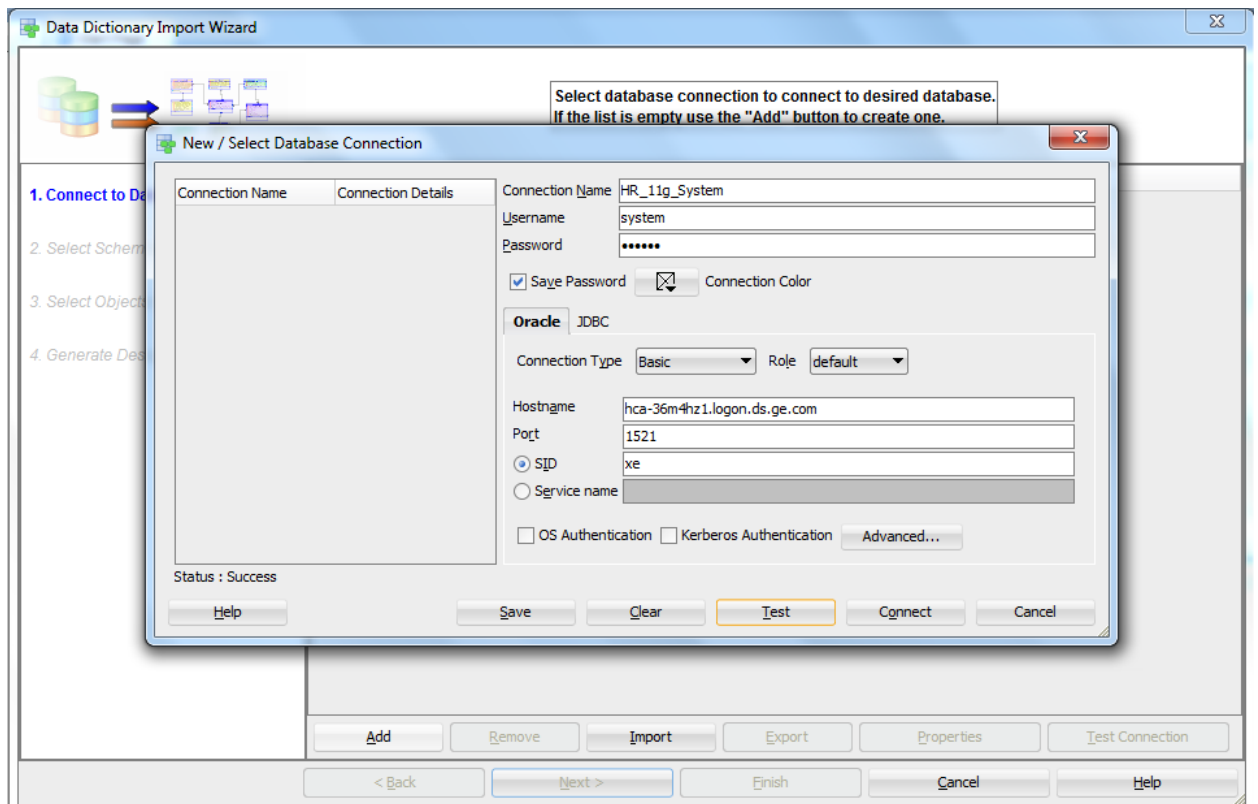 Data Dictionary Import Wizard
Select database connection to connect to desired database.
If the list is empty use the "Add" button to create one.
New / Select Database Connection
1. Connect to Da
2. Select Schem
3. Select Objects
4. Generate Des
Connection Name Connection Details
Connection Name HR_11g_System
Username system
Password ••••••
Save Password Connection Color
Oracle JDBC
Connection Type Basic Role default
Hostname hca-36m4hz1.logon.ds.ge.com
Port 1521
SID xe
Service name
OS Authentication Kerberos Authentication Advanced...
Status : Success
Help Save Clear Test Connect Cancel
Add Remove Import Export Properties Test Connection
< Back Next > Finish Cancel Help